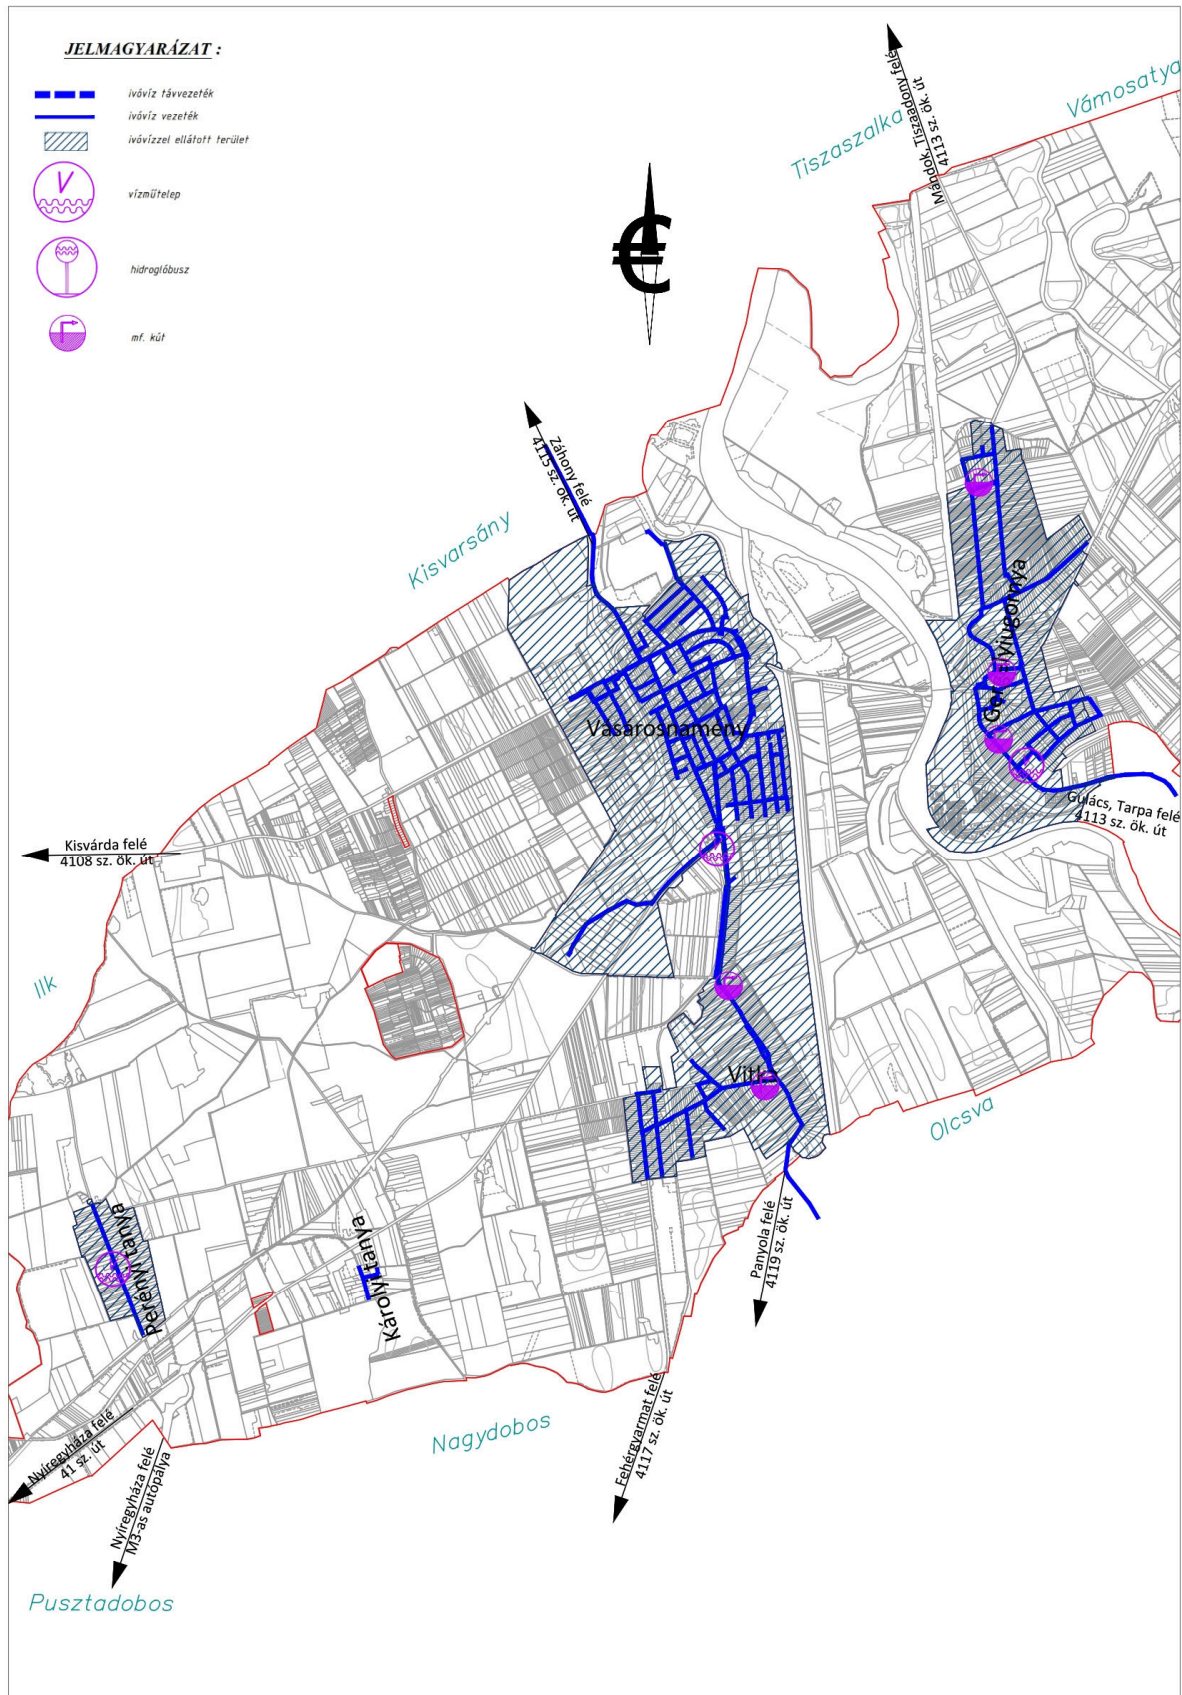 JELMAGYARÁZAT :
ivóvíz távvezeték
ivóvíz vezeték
ivóvízzel ellátott terület
vízműtelep
hidroglóbusz
mf. kút
Vámosatya
Tiszaszalka
Mándok, Tiszaadony felé
4113 sz. ök. út
Záhony felé
4115 sz. ök. út
Kisvarsány
Vásárosnamény
Gulács, Tarpa felé
4113 sz. ök. út
Kisvárda felé
4108 sz. ök. út
Ilk
Vitka
Olcsva
Perényi tanya
Károlyi tanya
Panyola felé
4119 sz. ök. út
Fehérgyarmat felé
4117 sz. ök. út
Nagydobos
Nyíregyháza felé
41 sz. út
Nyíregyháza felé
M3-as autópálya
Pusztadobos